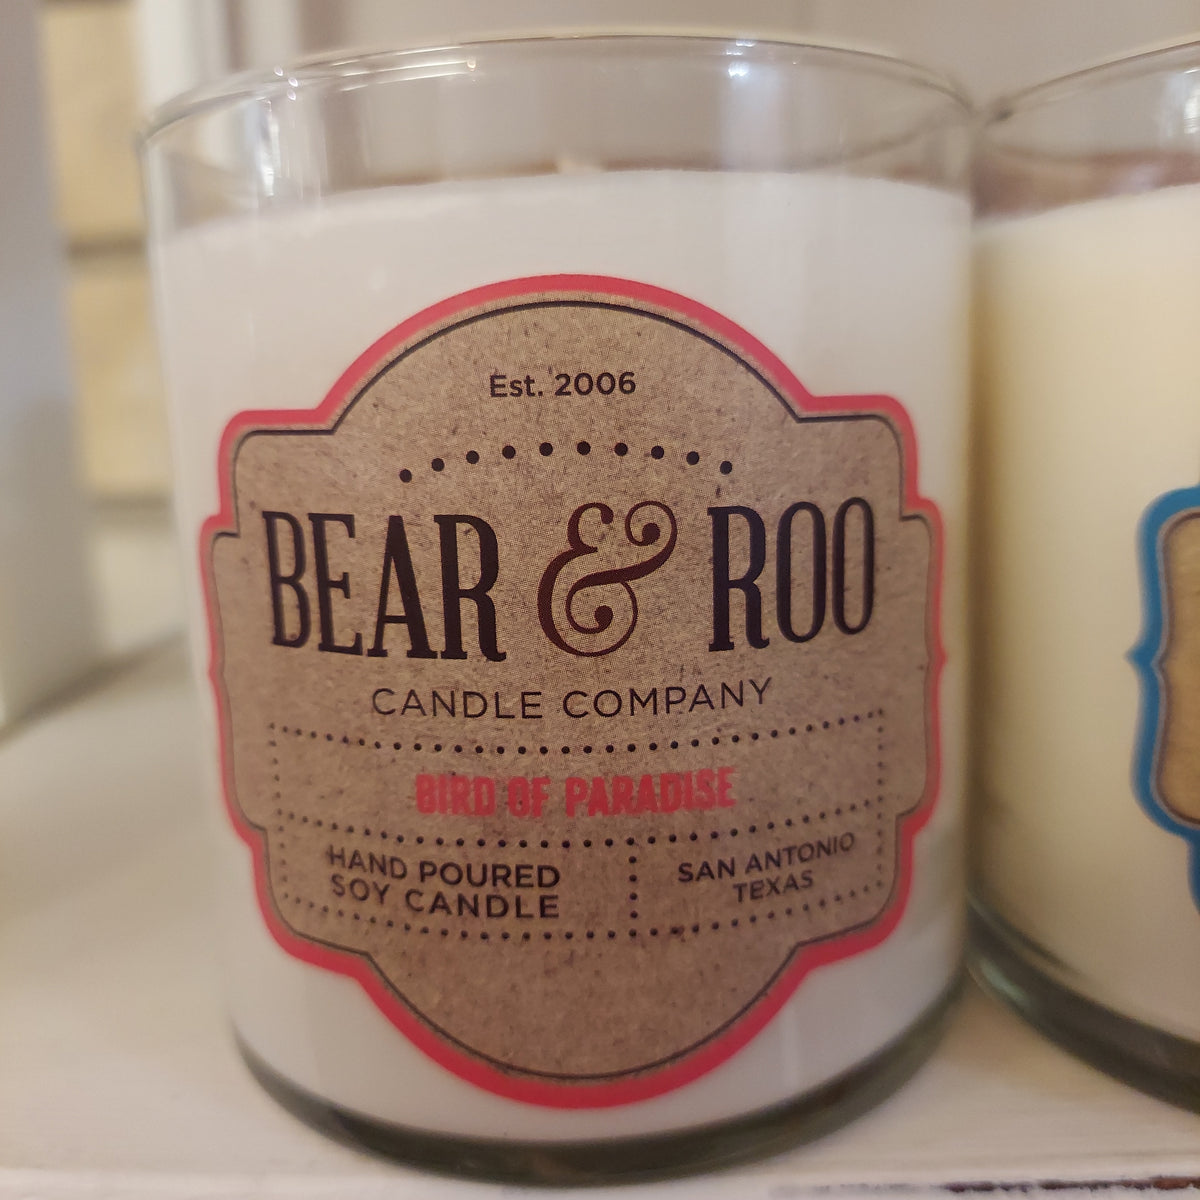 Est. 2006
BEAR & ROO
CANDLE COMPANY
BIRD OF PARADISE
HAND POURED
SOY CANDLE
SAN ANTONIO
TEXAS